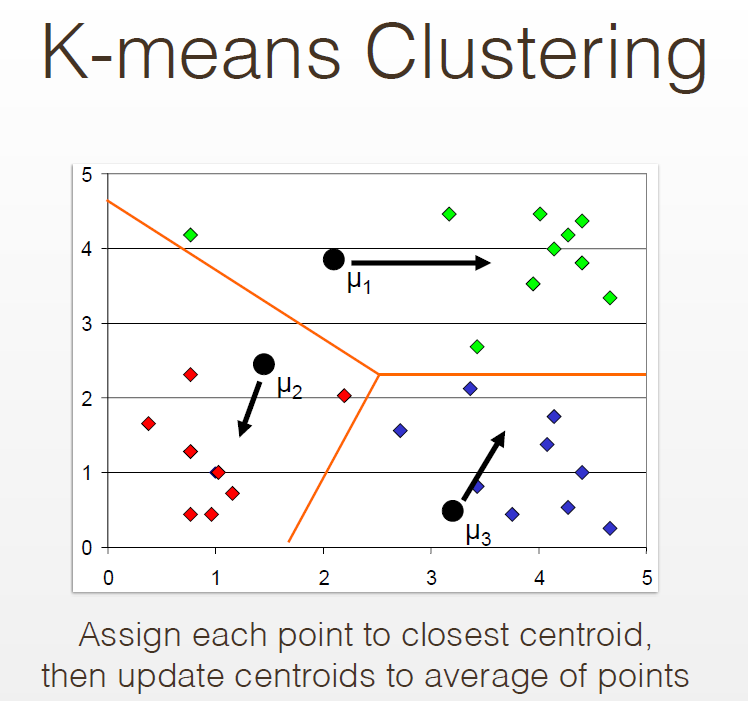 K-means Clustering
5
4
μ1
3
μ2
2
1
μ3
0
0 1 2 3 4 5
Assign each point to closest centroid,
then update centroids to average of points